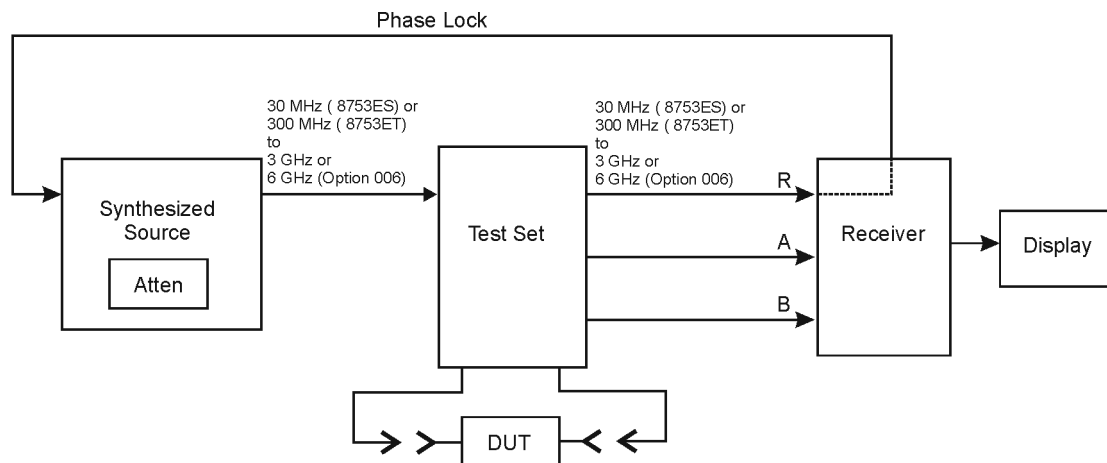 Phase Lock
30 MHz ( 8753ES) or
300 MHz ( 8753ET)
to
3 GHz or
6 GHz (Option 006)
30 MHz ( 8753ES) or
300 MHz ( 8753ET)
to
3 GHz or
6 GHz (Option 006)
Synthesized
Source
Atten
Test Set
R
A
B
Receiver
Display
DUT